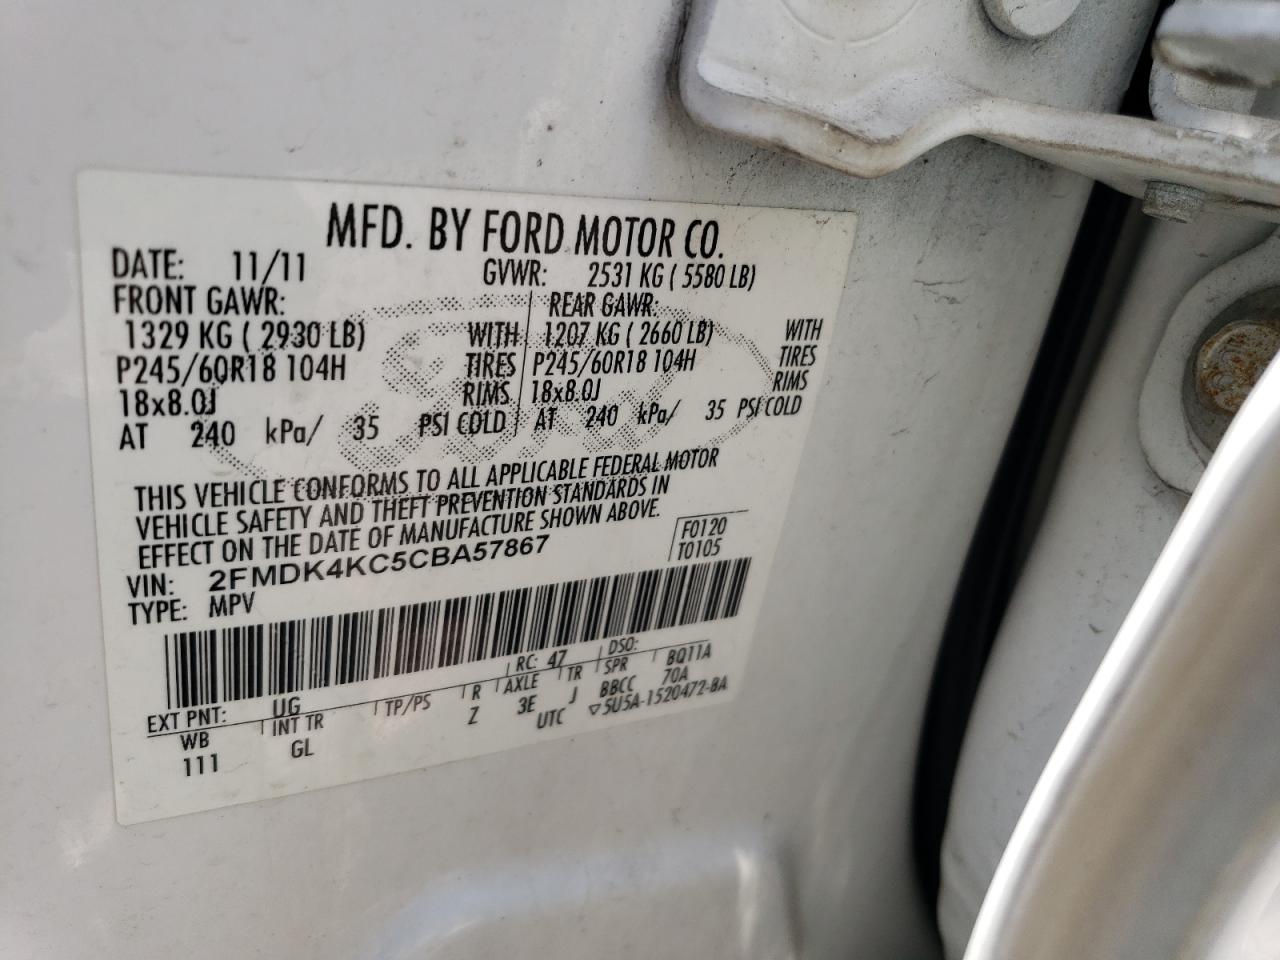 MFD. BY FORD MOTOR CO.
DATE: 11/11 GVWR: 2531 KG ( 5580 LB)
FRONT GAWR: REAR GAWR:
1329 KG ( 2930 LB) WITH 1207 KG ( 2660 LB) WITH
P245/60R18 104H TIRES P245/60R18 104H TIRES
18x8.0J RIMS 18x8.0J RIMS
AT 240 kPa/ 35 PSI COLD AT 240 kPa/ 35 PSI COLD
THIS VEHICLE CONFORMS TO ALL APPLICABLE FEDERAL MOTOR
VEHICLE SAFETY AND THEFT PREVENTION STANDARDS IN
EFFECT ON THE DATE OF MANUFACTURE SHOWN ABOVE.
F0120
T0105
VIN: 2FMDK4KC5CBA57867
TYPE: MPV
EXT PNT: UG RC: 47 DSO:
WB INT TR TP/PS R AXLE TR SPR BQ11A
111 GL Z 3E J BBCC 70A
UTC ▽5U5A-1520472-BA